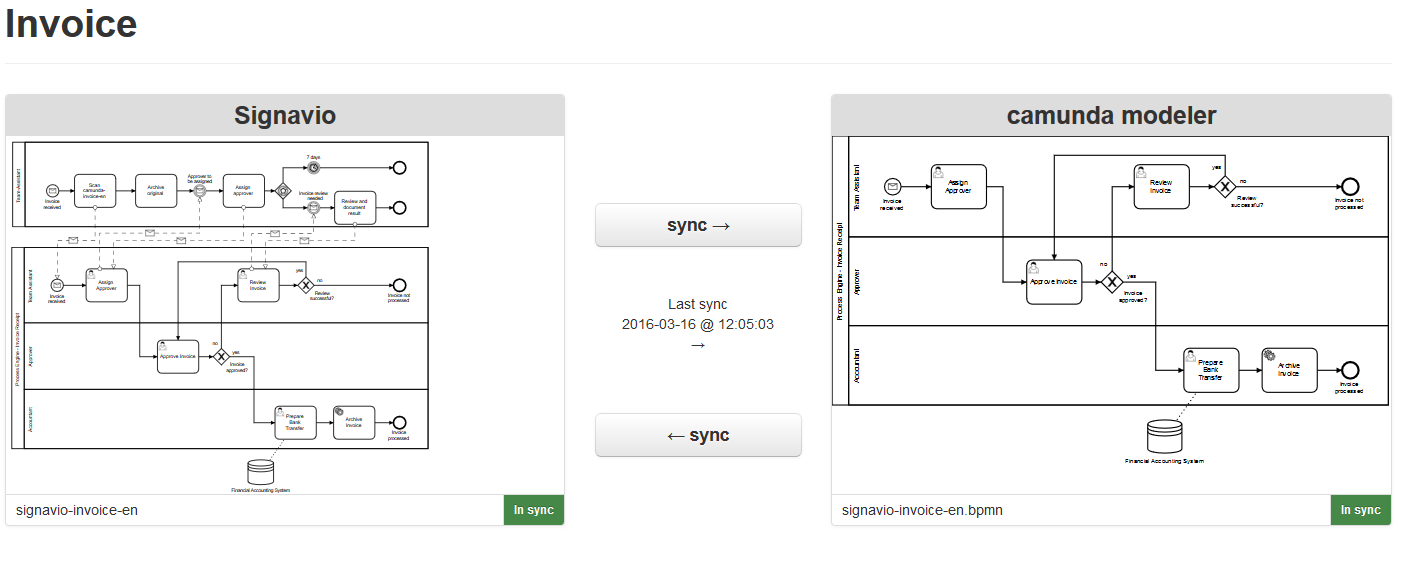 Invoice
Signavio
Team-Assistant
Invoice
received
Scan
camunda-
invoice-en
Archive
original
Approver to
be assigned
Assign
approver
7 days
Invoice review
needed
Review and
document
result
Process Engine - Invoice Receipt
Team Assistant
Invoice
received
Assign
Approver
Review
Invoice
yes
no
Review
successful?
Invoice not
processed
Approver
Approve Invoice
no
yes
Invoice
approved?
Accountant
Prepare
Bank
Transfer
Archive
Invoice
Invoice
processed
Financial Accounting System
signavio-invoice-en
In sync
sync →
Last sync
2016-03-16 @ 12:05:03
→
← sync
camunda modeler
Process Engine - Invoice Receipt
Team Assistant
Invoice
received
Assign
Approver
Review
Invoice
yes
no
Review
successful?
Invoice not
processed
Approver
Approve Invoice
no
yes
Invoice
approved?
Accountant
Prepare
Bank
Transfer
Archive
Invoice
Invoice
processed
Financial Accounting System
signavio-invoice-en.bpmn
In sync